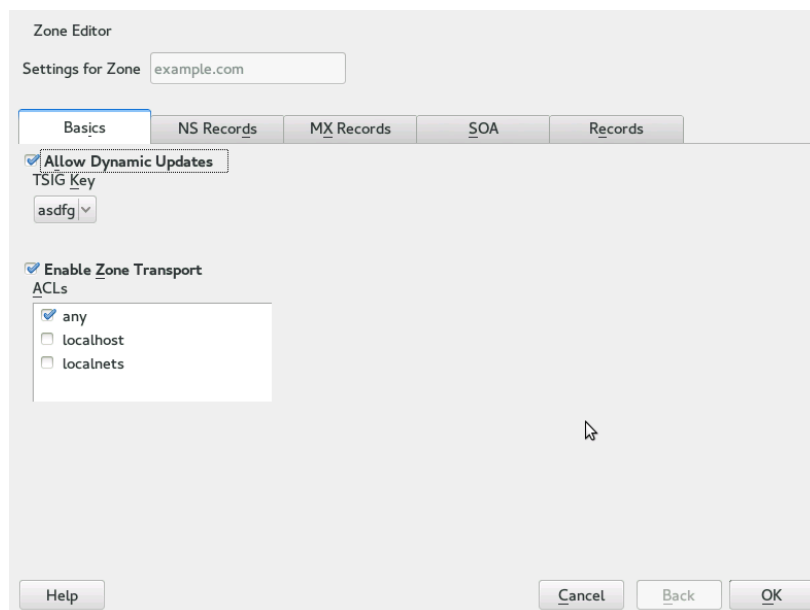 Zone Editor
Settings for Zone example.com
Basics NS Records MX Records SOA Records
Allow Dynamic Updates
TSIG Key
asdfg
Enable Zone Transport
ACLs
any
localhost
localnets
Help Cancel Back OK